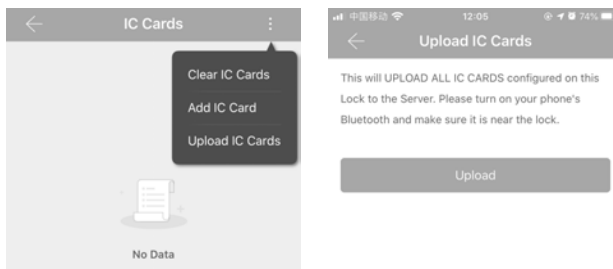 IC Cards
Clear IC Cards
Add IC Card
Upload IC Cards
No Data
中国移动 12:05 74%
Upload IC Cards
This will UPLOAD ALL IC CARDS configured on this
Lock to the Server. Please turn on your phone's
Bluetooth and make sure it is near the lock.
Upload